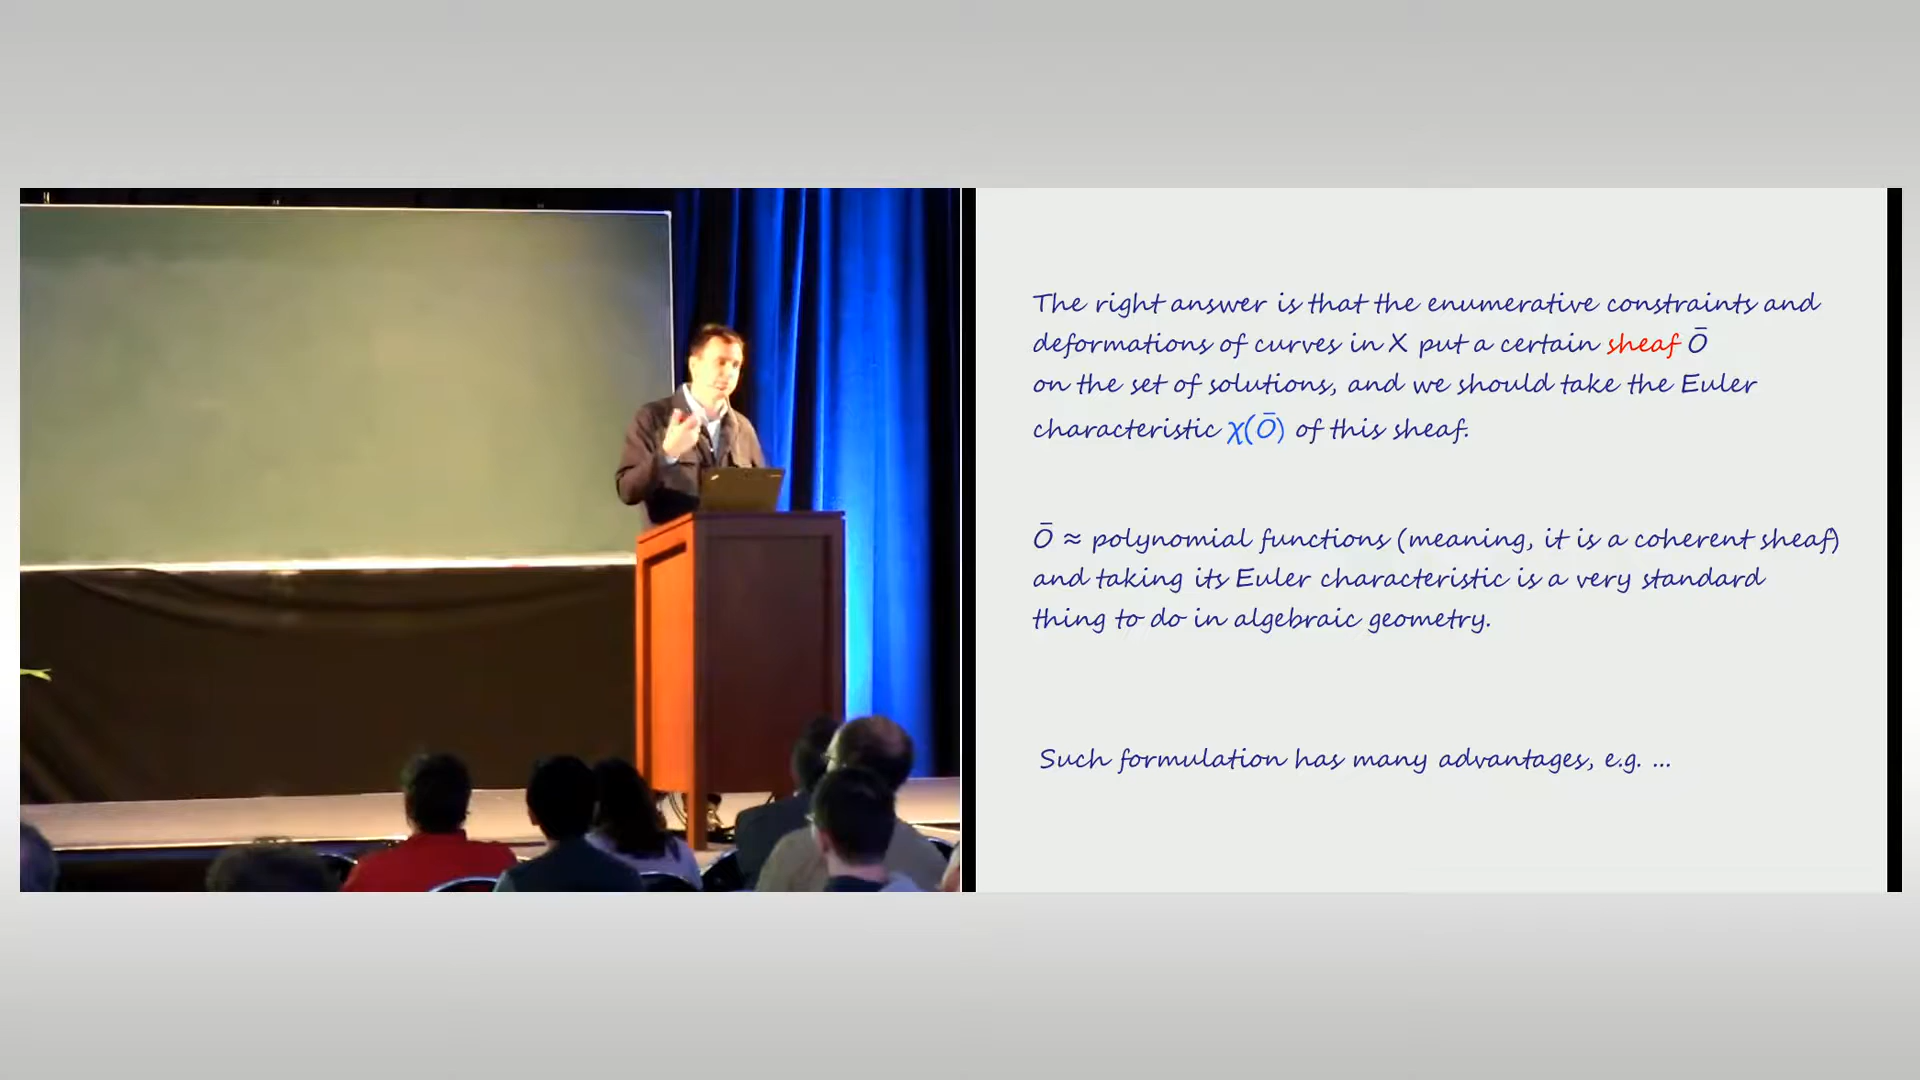 The right answer is that the enumerative constraints and
deformations of curves in X put a certain sheaf Ō
on the set of solutions, and we should take the Euler
characteristic χ(Ō) of this sheaf.
Ō ≈ polynomial functions (meaning, it is a coherent sheaf)
and taking its Euler characteristic is a very standard
thing to do in algebraic geometry.
Such formulation has many advantages, e.g. ...